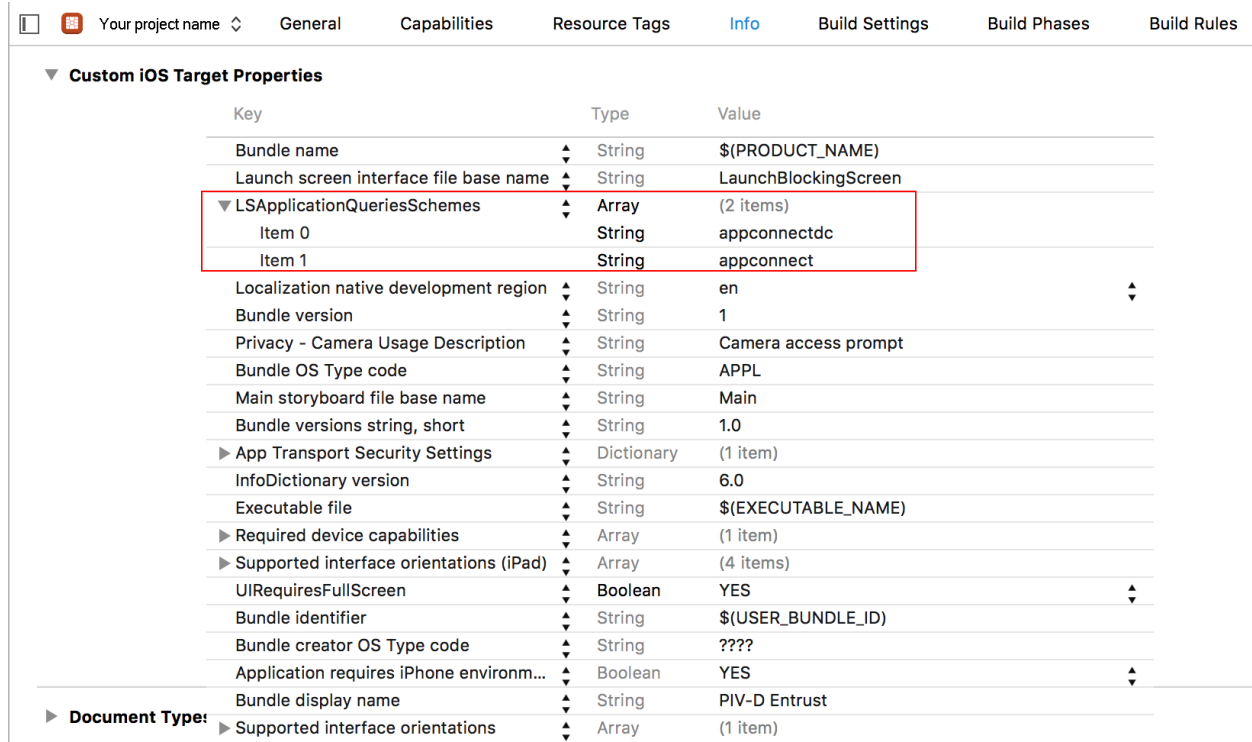 Your project name General Capabilities Resource Tags Info Build Settings Build Phases Build Rules
Custom iOS Target Properties
Key Type Value
Bundle name String $(PRODUCT_NAME)
Launch screen interface file base name String LaunchBlockingScreen
LSApplicationQueriesSchemes Array (2 items)
Item 0 String appconnectdc
Item 1 String appconnect
Localization native development region String en
Bundle version String 1
Privacy - Camera Usage Description String Camera access prompt
Bundle OS Type code String APPL
Main storyboard file base name String Main
Bundle versions string, short String 1.0
App Transport Security Settings Dictionary (1 item)
InfoDictionary version String 6.0
Executable file String $(EXECUTABLE_NAME)
Required device capabilities Array (1 item)
Supported interface orientations (iPad) Array (4 items)
UIRequiresFullScreen Boolean YES
Bundle identifier String $(USER_BUNDLE_ID)
Bundle creator OS Type code String ????
Application requires iPhone environm... Boolean YES
Bundle display name String PIV-D Entrust
Document Types
Supported interface orientations Array (1 item)